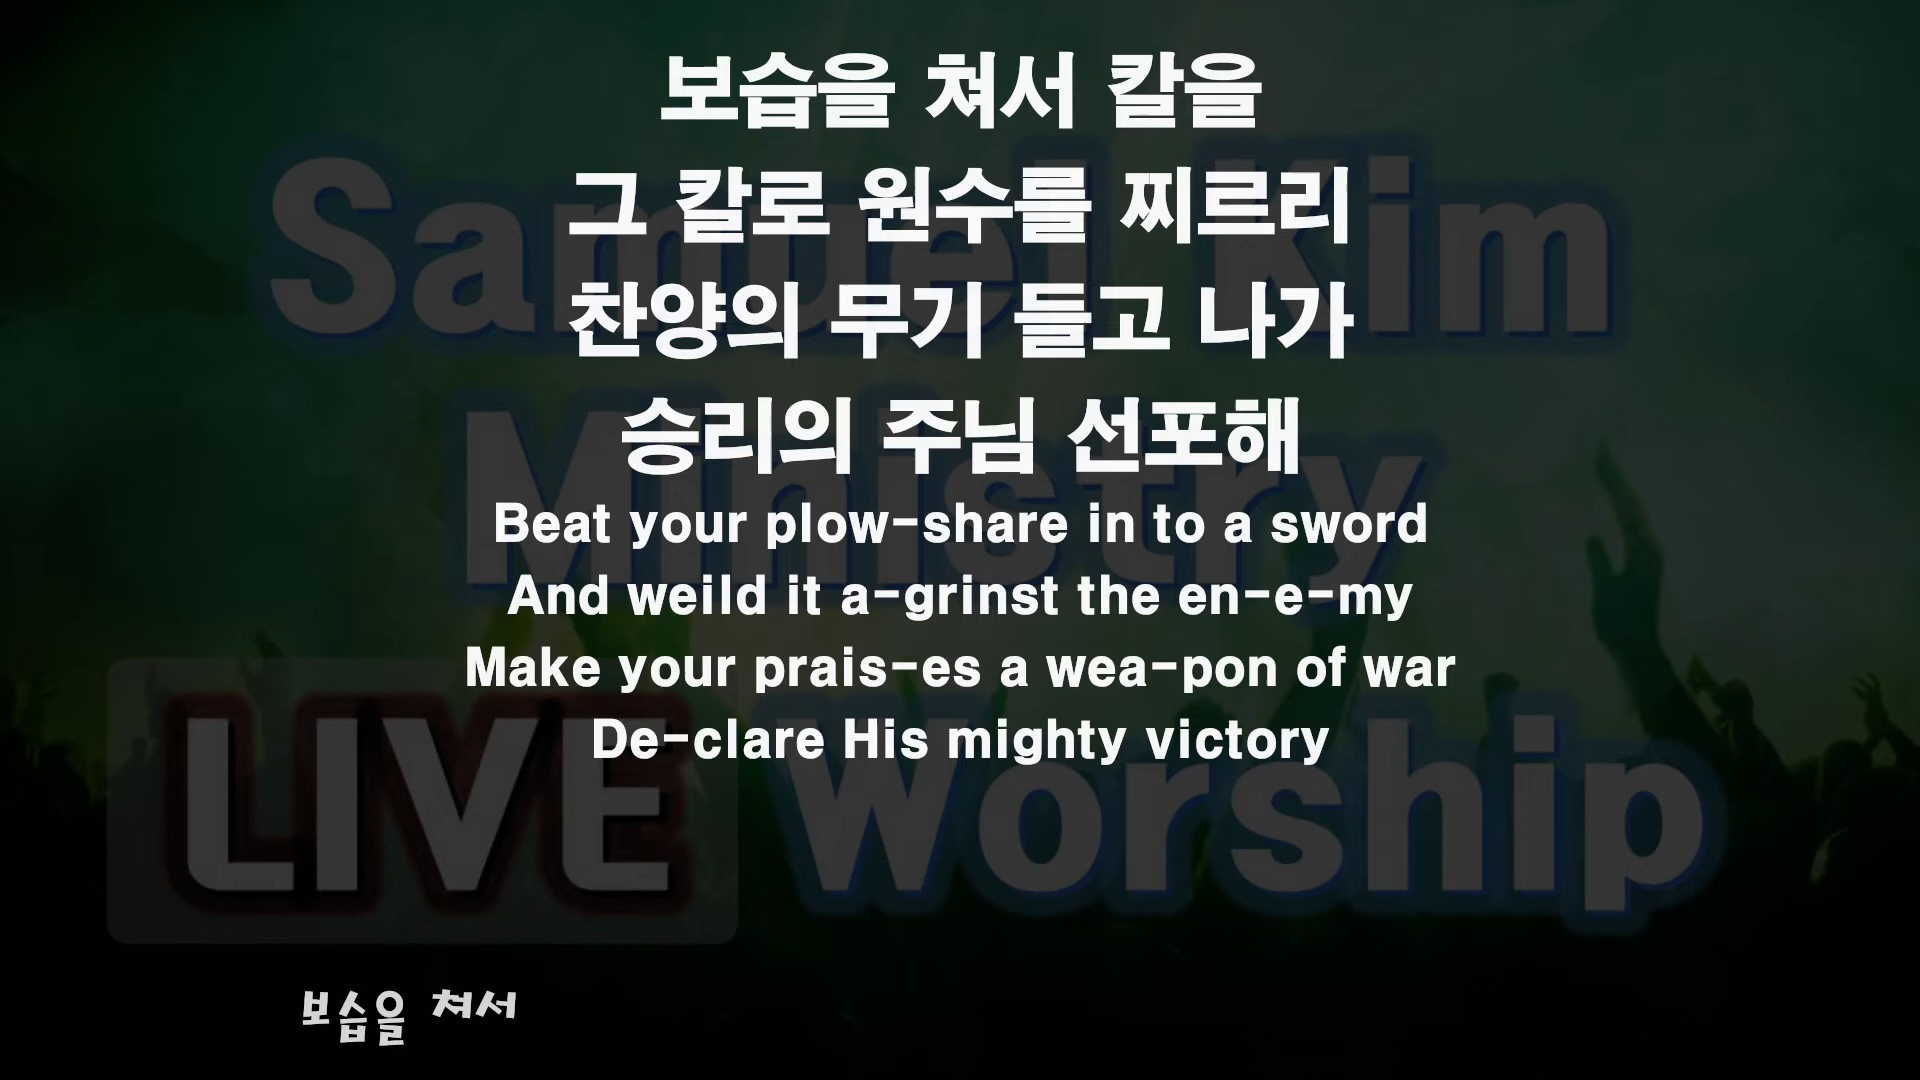 보습을 쳐서 칼을
그 칼로 원수를 찌르리
찬양의 무기 들고 나가
승리의 주님 선포해
Beat your plow-share in to a sword
And weild it a-grinst the en-e-my
Make your prais-es a wea-pon of war
De-clare His mighty victory
Samuel Kim
Ministry
LIVE Worship
보습을 쳐서